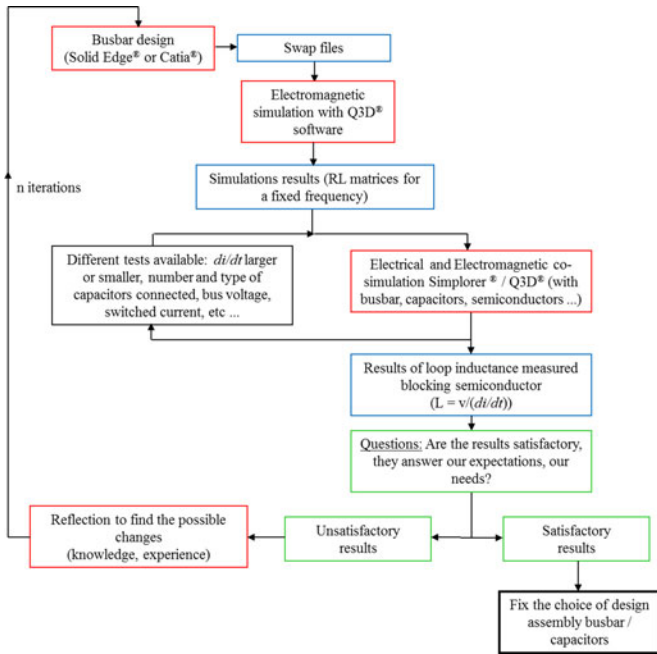 Busbar design
(Solid Edge® or Catia®)
Swap files
Electromagnetic
simulation with Q3D®
software
Simulations results (RL matrices for
a fixed frequency)
n iterations
Different tests available: di/dt larger
or smaller, number and type of
capacitors connected, bus voltage,
switched current, etc ...
Electrical and Electromagnetic co-
simulation Simplorer ® / Q3D® (with
busbar, capacitors, semiconductors ...)
Results of loop inductance measured
blocking semiconductor
(L = v/(di/dt))
Questions: Are the results satisfactory,
they answer our expectations, our
needs?
Reflection to find the possible
changes
(knowledge, experience)
Unsatisfactory
results
Satisfactory
results
Fix the choice of design
assembly busbar /
capacitors